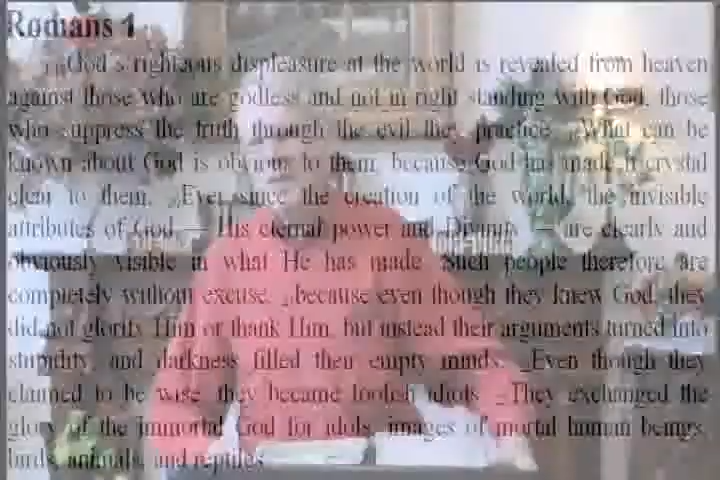 Romans 1
God's righteous displeasure at the world is revealed from heaven
against those who are godless and not in right standing with God, those
who suppress the truth through the evil they practice. What can be
known about God is obvious to them, because God has made it crystal
clear to them. Ever since the creation of the world, the invisible
attributes of God — His eternal power and Divinity — are clearly and
obviously visible in what He has made. Such people therefore are
completely without excuse, because even though they knew God, they
did not glorify Him or thank Him, but instead their arguments turned into
stupidity, and darkness filled their empty minds. Even though they
claimed to be wise, they became foolish idiots. They exchanged the
glory of the immortal God for idols, images of mortal human beings,
birds, animals, and reptiles.